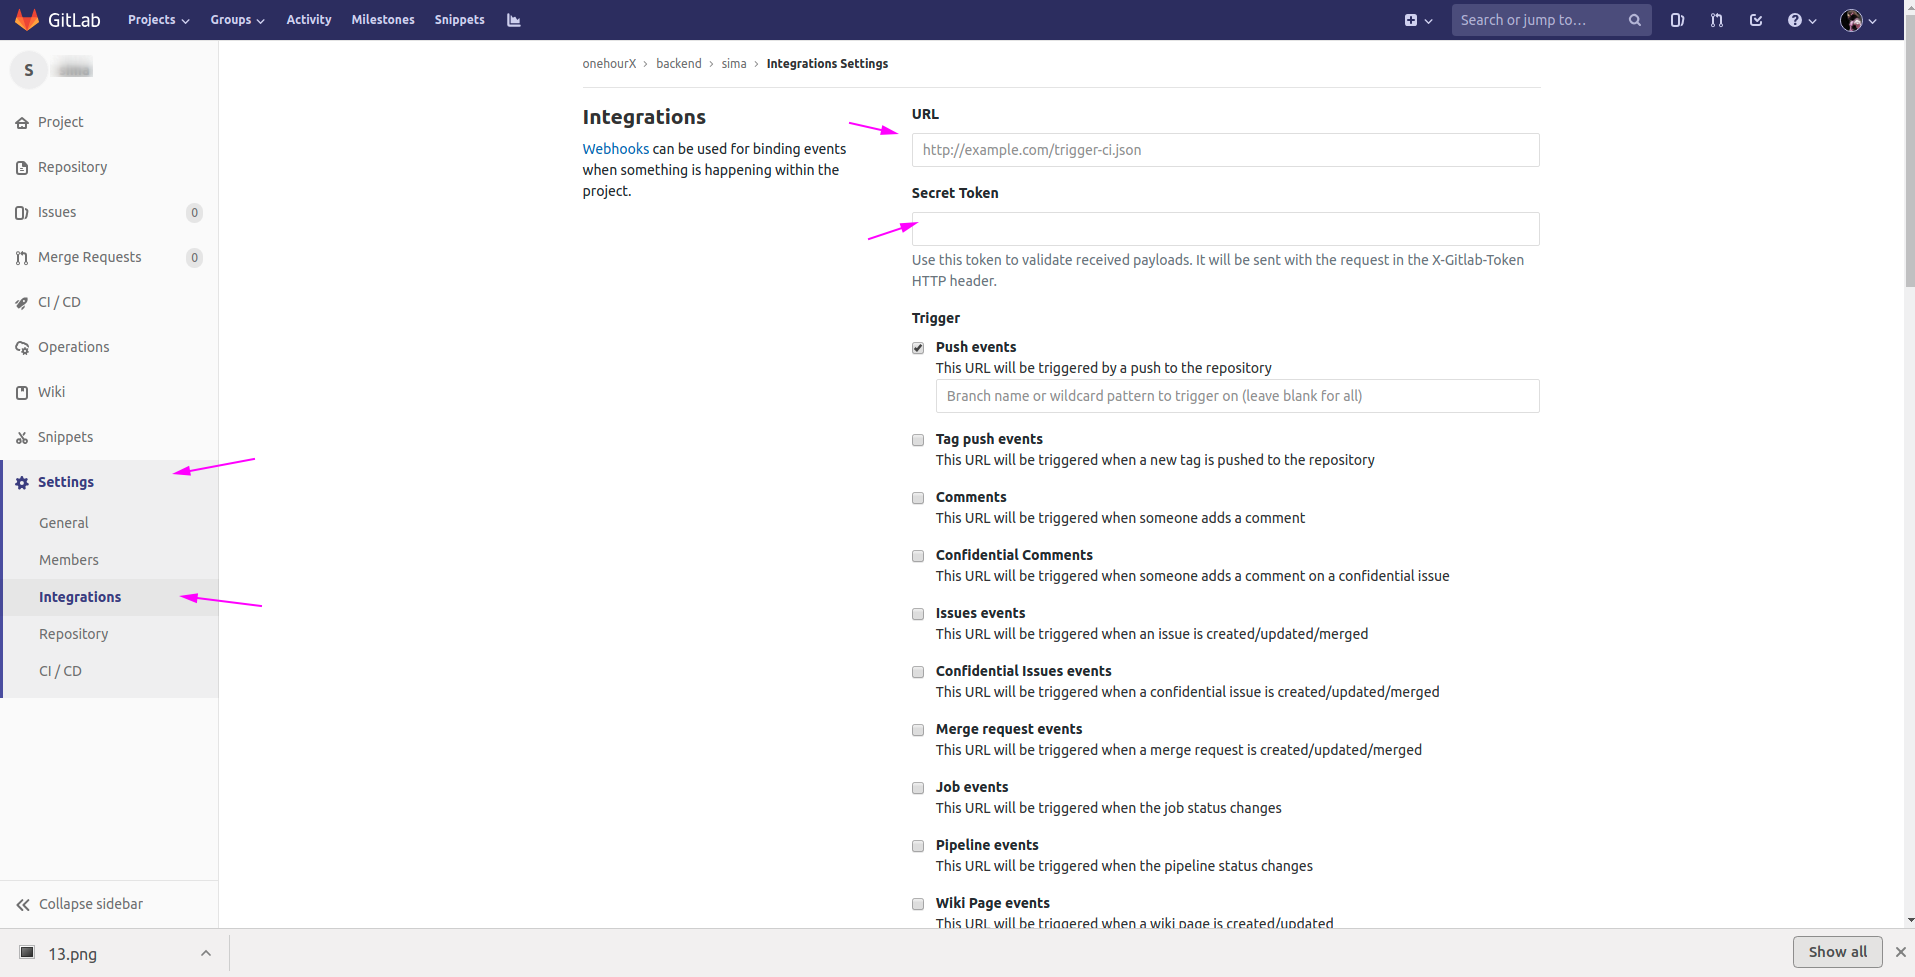 GitLab Projects Groups Activity Milestones Snippets Search or jump to...
S
Project
Repository
Issues 0
Merge Requests 0
CI / CD
Operations
Wiki
Snippets
Settings
General
Members
Integrations
Repository
CI / CD
Collapse sidebar
onehourX › backend › sima › Integrations Settings
Integrations
Webhooks can be used for binding events
when something is happening within the
project.
URL
http://example.com/trigger-ci.json
Secret Token
Use this token to validate received payloads. It will be sent with the request in the X-Gitlab-Token
HTTP header.
Trigger
Push events
This URL will be triggered by a push to the repository
Branch name or wildcard pattern to trigger on (leave blank for all)
Tag push events
This URL will be triggered when a new tag is pushed to the repository
Comments
This URL will be triggered when someone adds a comment
Confidential Comments
This URL will be triggered when someone adds a comment on a confidential issue
Issues events
This URL will be triggered when an issue is created/updated/merged
Confidential Issues events
This URL will be triggered when a confidential issue is created/updated/merged
Merge request events
This URL will be triggered when a merge request is created/updated/merged
Job events
This URL will be triggered when the job status changes
Pipeline events
This URL will be triggered when the pipeline status changes
Wiki Page events
This URL will be triggered when a wiki page is created/updated
13.png
Show all